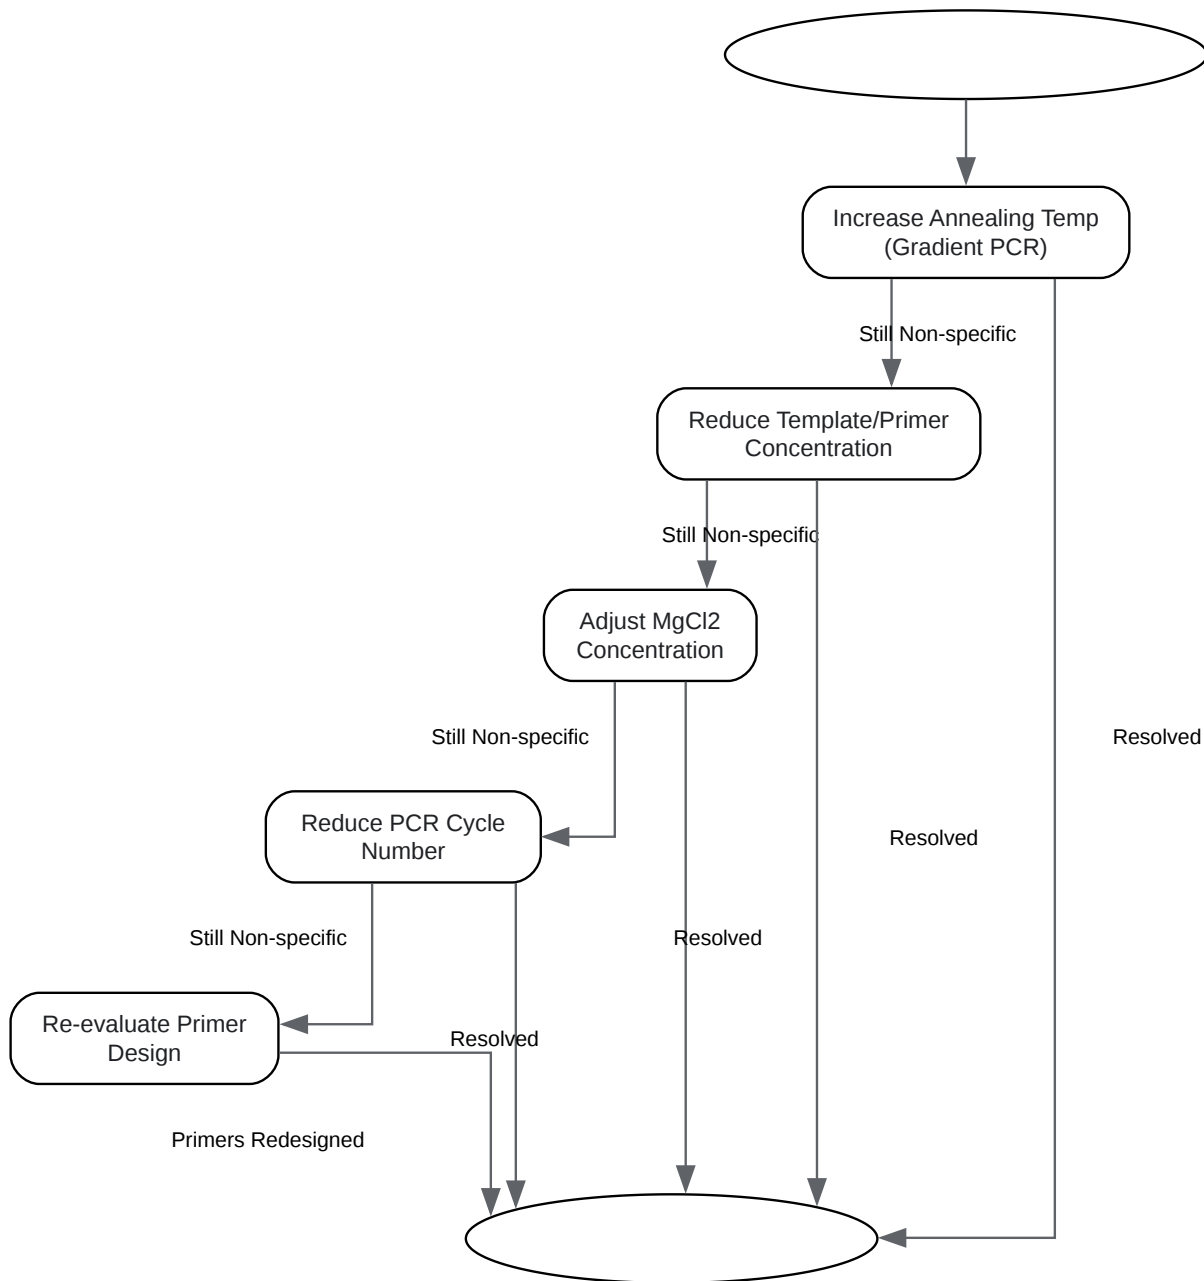 Increase Annealing Temp
(Gradient PCR)
Still Non-specific
Reduce Template/Primer
Concentration
Still Non-specific
Adjust MgCl2
Concentration
Still Non-specific
Resolved
Reduce PCR Cycle
Number
Resolved
Still Non-specific
Resolved
Re-evaluate Primer
Design
Resolved
Primers Redesigned